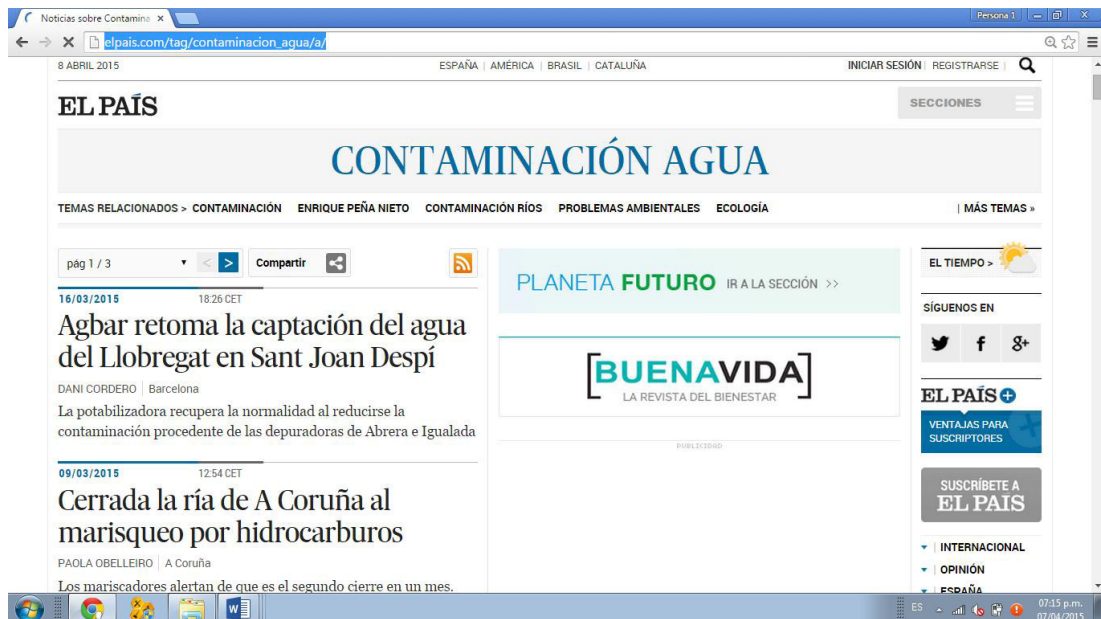 Noticias sobre Contamina
Persona 1
elpais.com/tag/contaminacion_agua/a/
8 ABRIL 2015
ESPAÑA | AMÉRICA | BRASIL | CATALUÑA
INICIAR SESIÓN | REGISTRARSE |
EL PAÍS
SECCIONES
CONTAMINACIÓN AGUA
TEMAS RELACIONADOS > CONTAMINACIÓN ENRIQUE PEÑA NIETO CONTAMINACIÓN RÍOS PROBLEMAS AMBIENTALES ECOLOGÍA | MÁS TEMAS »
pág 1 / 3
< >
Compartir
16/03/2015 18:26 CET
Agbar retoma la captación del agua
del Llobregat en Sant Joan Despí
DANI CORDERO | Barcelona
La potabilizadora recupera la normalidad al reducirse la
contaminación procedente de las depuradoras de Abrera e Igualada
09/03/2015 12:54 CET
Cerrada la ría de A Coruña al
marisqueo por hidrocarburos
PAOLA OBELLEIRO | A Coruña
Los mariscadores alertan de que es el segundo cierre en un mes.
PLANETA FUTURO IR A LA SECCIÓN >>
[BUENAVIDA]
LA REVISTA DEL BIENESTAR
PUBLICIDAD
EL TIEMPO >
SÍGUENOS EN
f 8+
EL PAÍS +
VENTAJAS PARA
SUSCRIPTORES
SUSCRÍBETE A
EL PAÍS
| INTERNACIONAL
| OPINIÓN
| ESPAÑA
W
ES
07:15 p.m.
07/04/2015